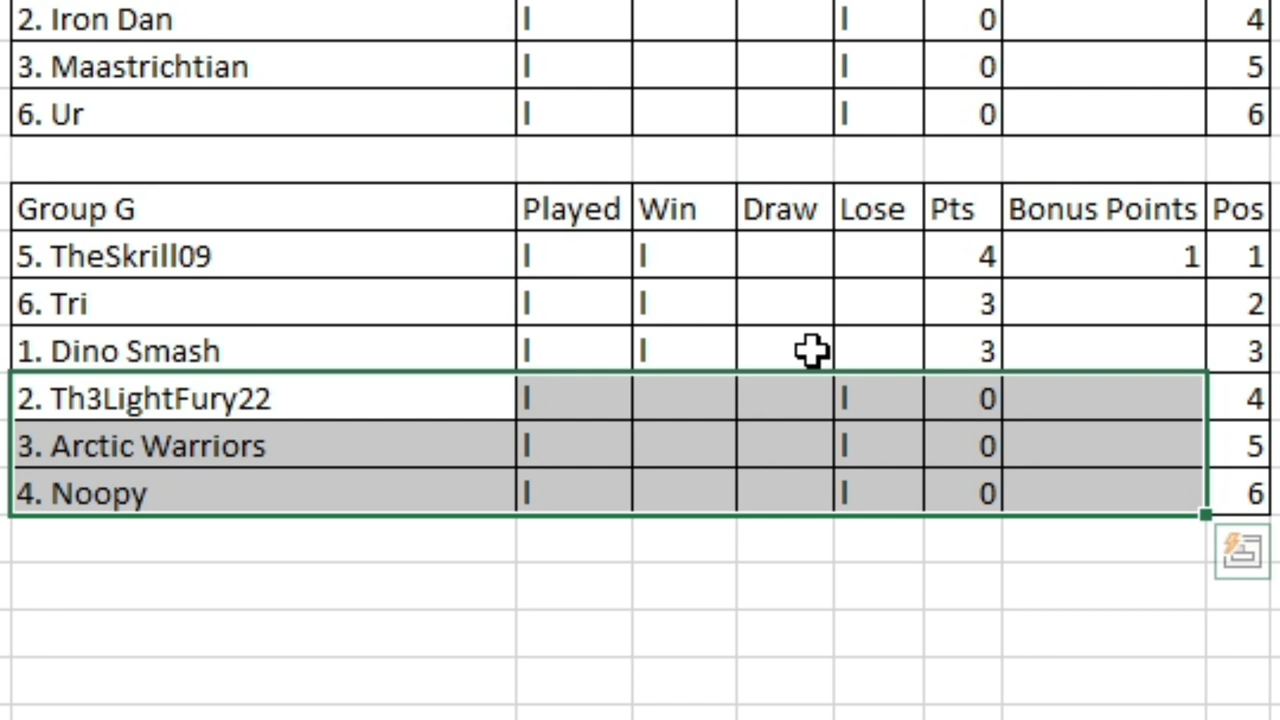 2. Iron Dan l l 0 4
3. Maastrichtian l l 0 5
6. Ur l l 0 6
Group G Played Win Draw Lose Pts Bonus Points Pos
5. TheSkrill09 l l 4 1 1
6. Tri l l 3 2
1. Dino Smash l l 3 3
2. Th3LightFury22 l l 0 4
3. Arctic Warriors l l 0 5
4. Noopy l l 0 6